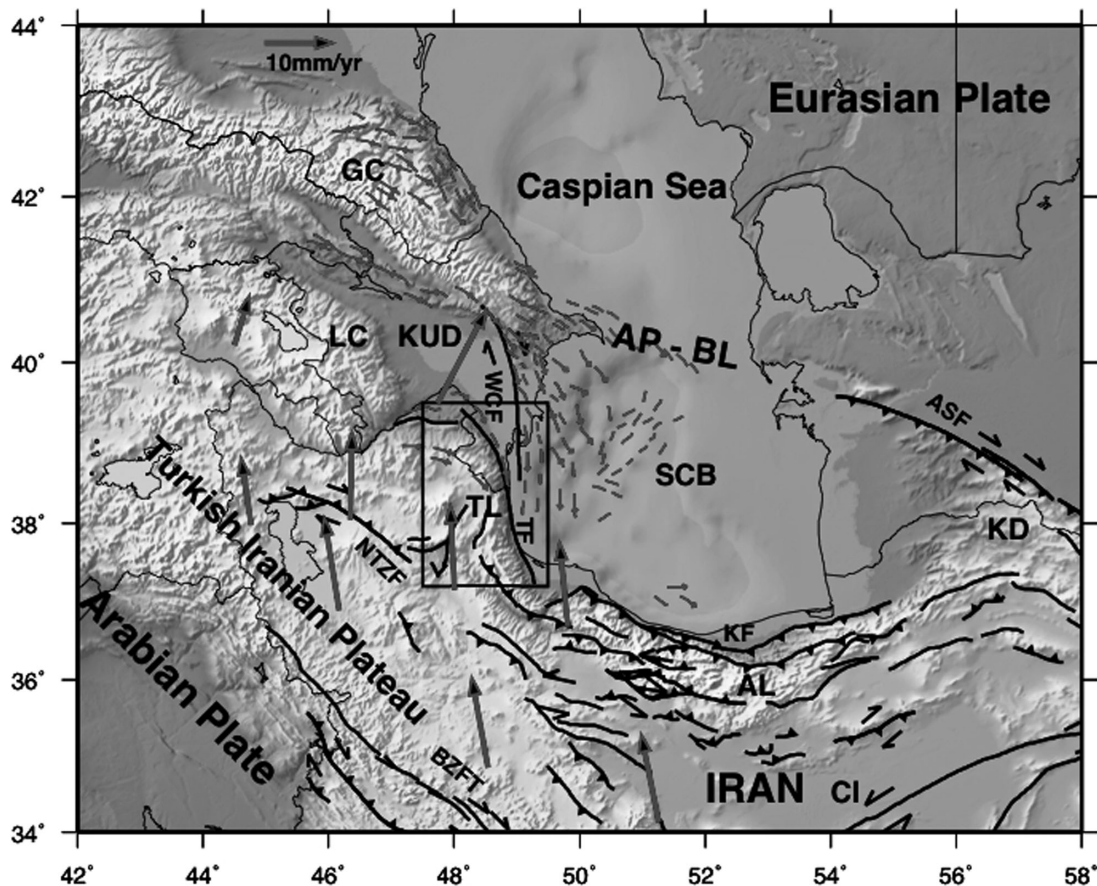 44°
10mm/yr
Eurasian Plate
GC
Caspian Sea
42°
LC
KUD
AP - BL
40°
WCF
ASF
SCB
Turkish Iranian Plateau
TL
TF
38°
KD
NTZF
Arabian Plate
KF
36°
AL
BZFT
IRAN
CI
34°
42°
44°
46°
48°
50°
52°
54°
56°
58°